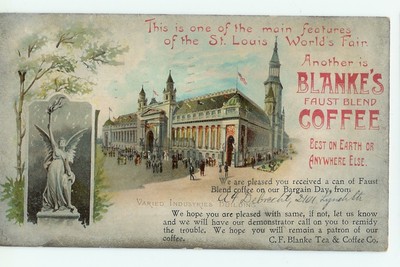 This is one of the main features
of the St. Louis World's Fair.
Another is
BLANKE'S
FAUST BLEND
COFFEE.
BEST ON EARTH OR
ANYWHERE ELSE.
VARIED INDUSTRIES BUILDING
We are pleased you received a can of Faust
Blend coffee on our Bargain Day, from
We hope you are pleased with same, if not, let us know
and we will have our demonstrator call on you to remidy
the trouble. We hope you will remain a patron of our
coffee. C. F. Blanke Tea & Coffee Co.